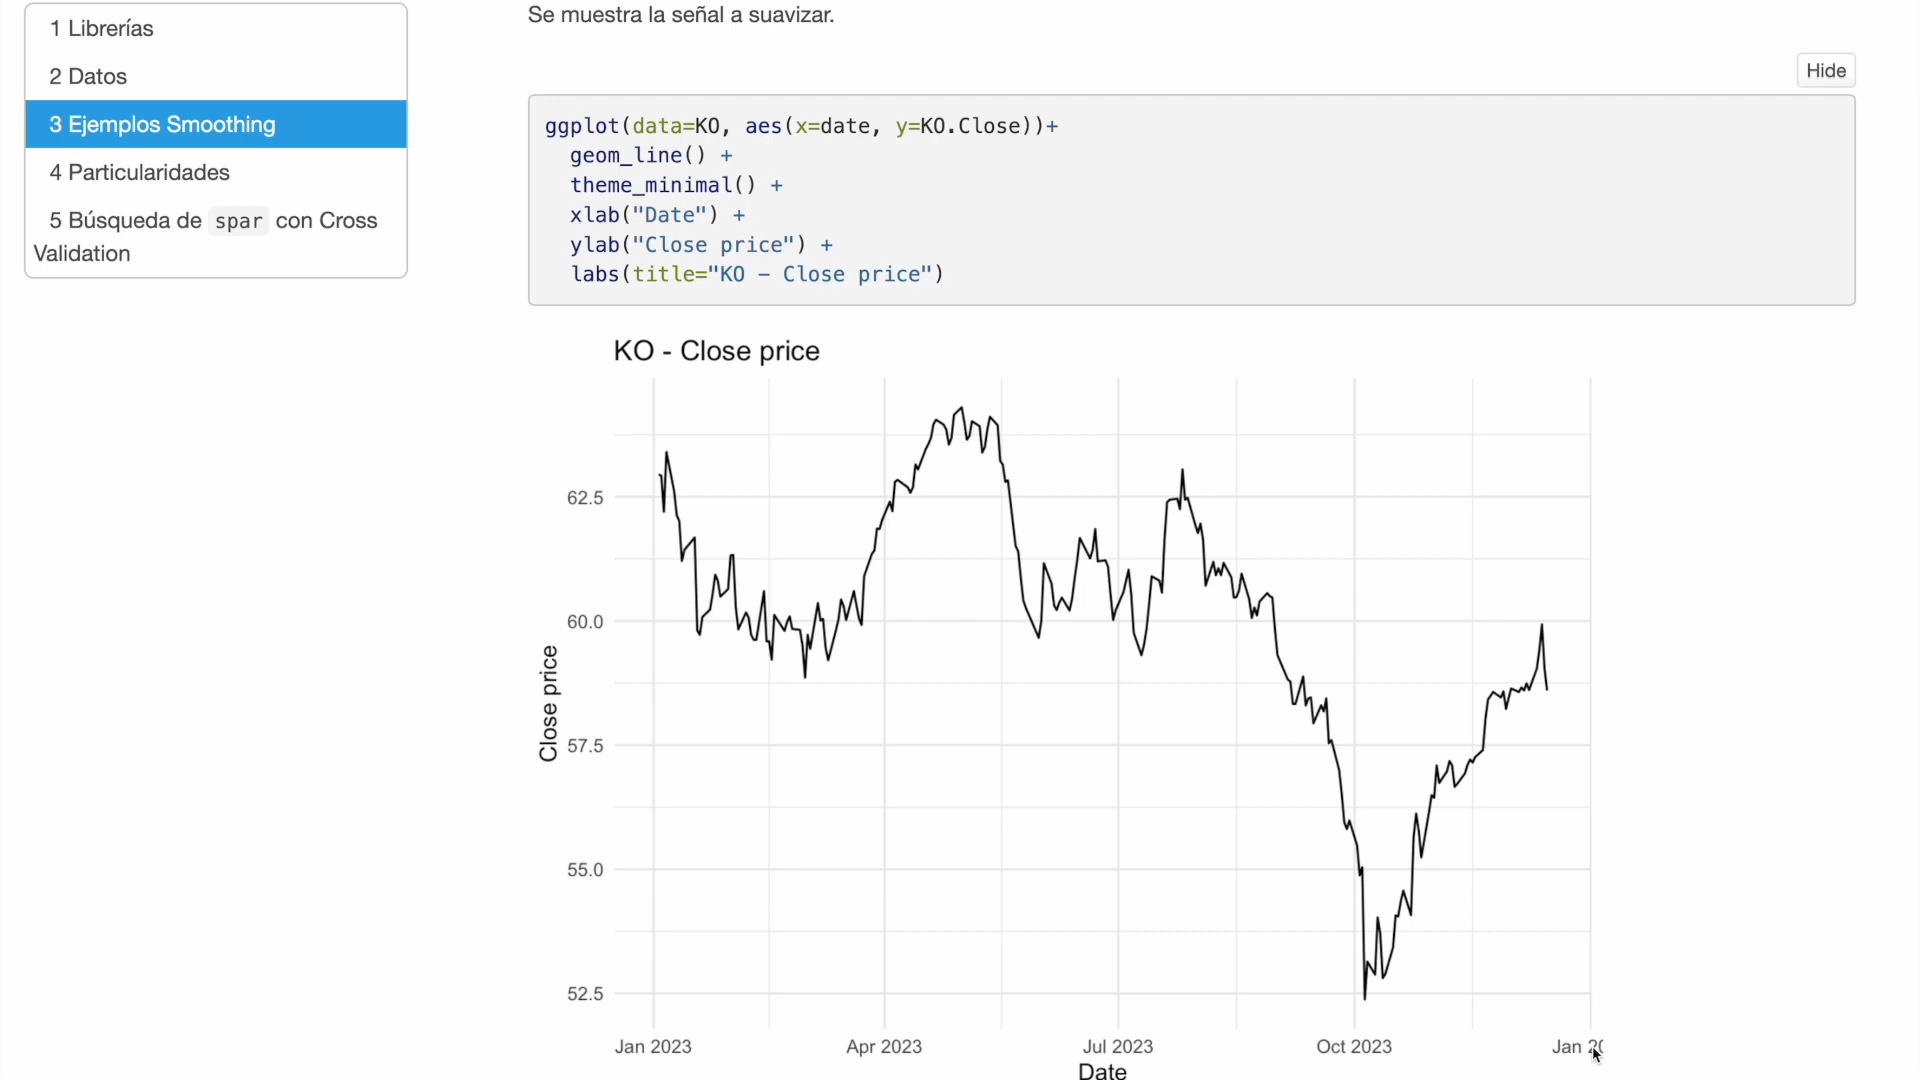 1 Librerías
2 Datos
3 Ejemplos Smoothing
4 Particularidades
5 Búsqueda de spar con Cross
Validation
Se muestra la señal a suavizar.
Hide
ggplot(data=KO, aes(x=date, y=KO.Close))+
geom_line() +
theme_minimal() +
xlab("Date") +
ylab("Close price") +
labs(title="KO – Close price")
KO - Close price
Close price
62.5
60.0
57.5
55.0
52.5
Jan 2023
Apr 2023
Jul 2023
Oct 2023
Jan
Date